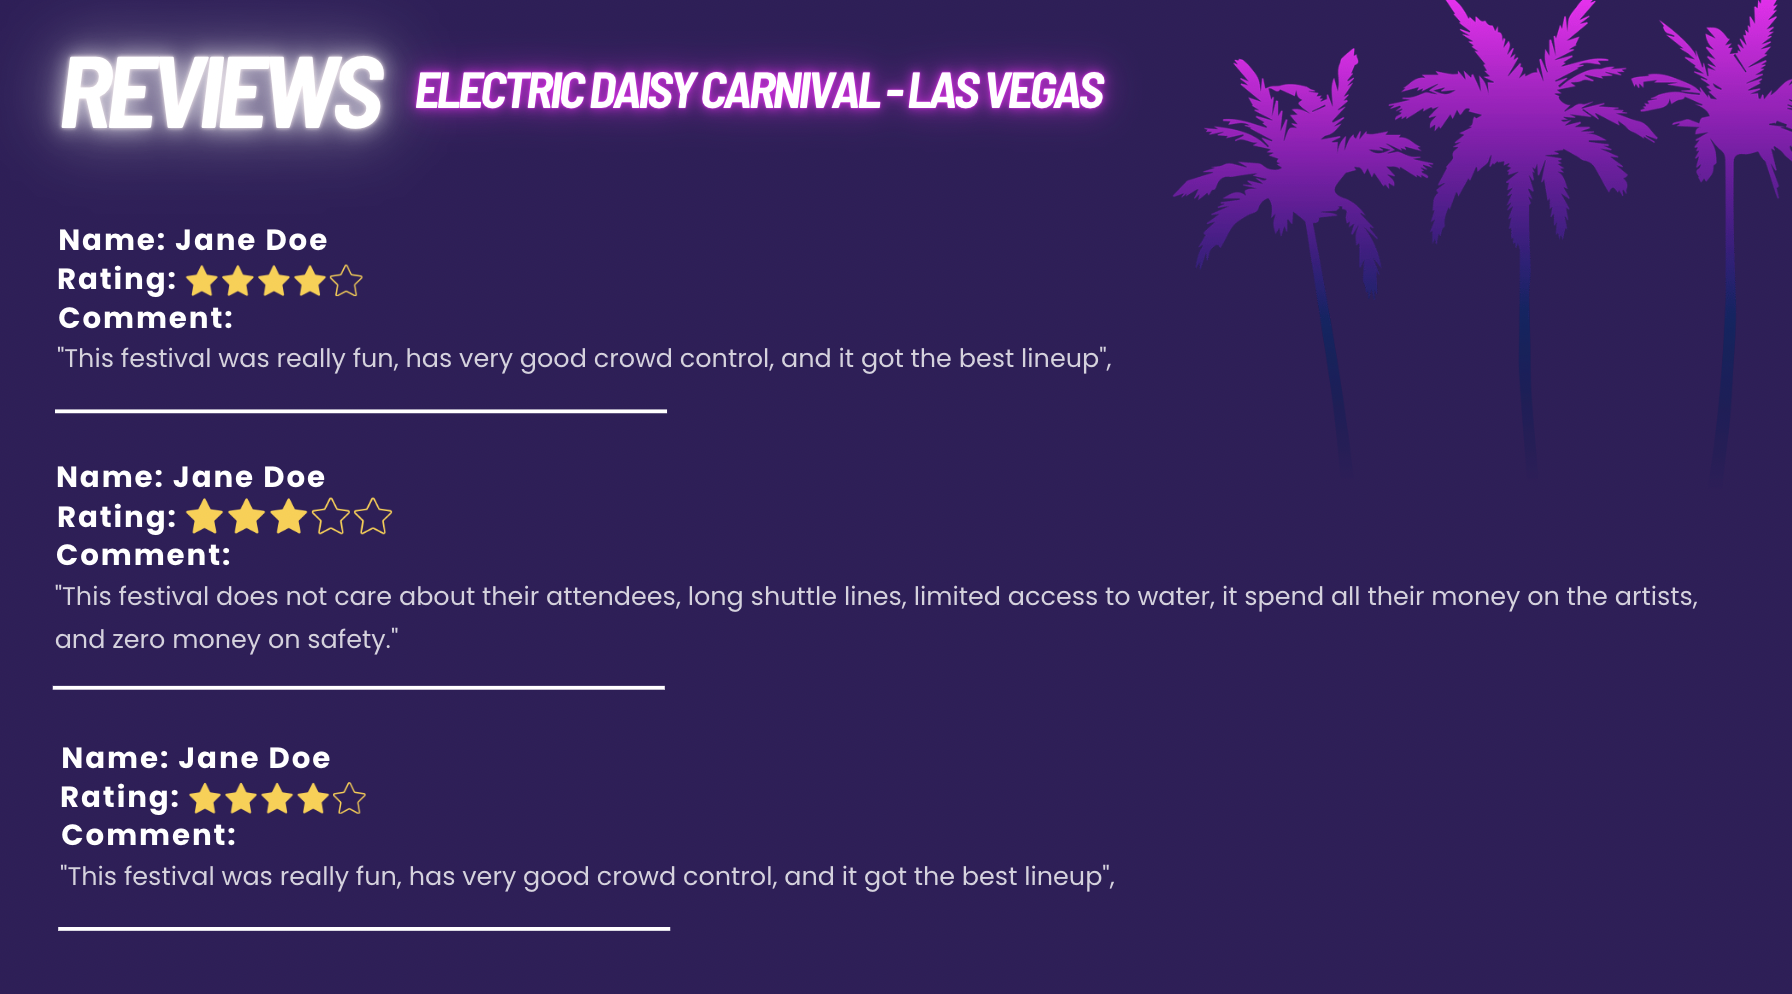 REVIEWS ELECTRIC DAISY CARNIVAL - LAS VEGAS
Name: Jane Doe
Rating:
Comment:
"This festival was really fun, has very good crowd control, and it got the best lineup",
Name: Jane Doe
Rating:
Comment:
"This festival does not care about their attendees, long shuttle lines, limited access to water, it spend all their money on the artists,
and zero money on safety."
Name: Jane Doe
Rating:
Comment:
"This festival was really fun, has very good crowd control, and it got the best lineup",